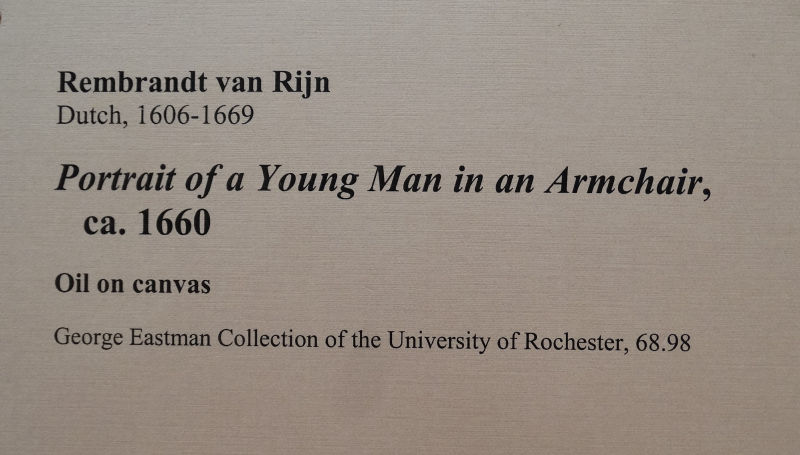 Rembrandt van Rijn
Dutch, 1606-1669
Portrait of a Young Man in an Armchair,
ca. 1660
Oil on canvas
George Eastman Collection of the University of Rochester, 68.98